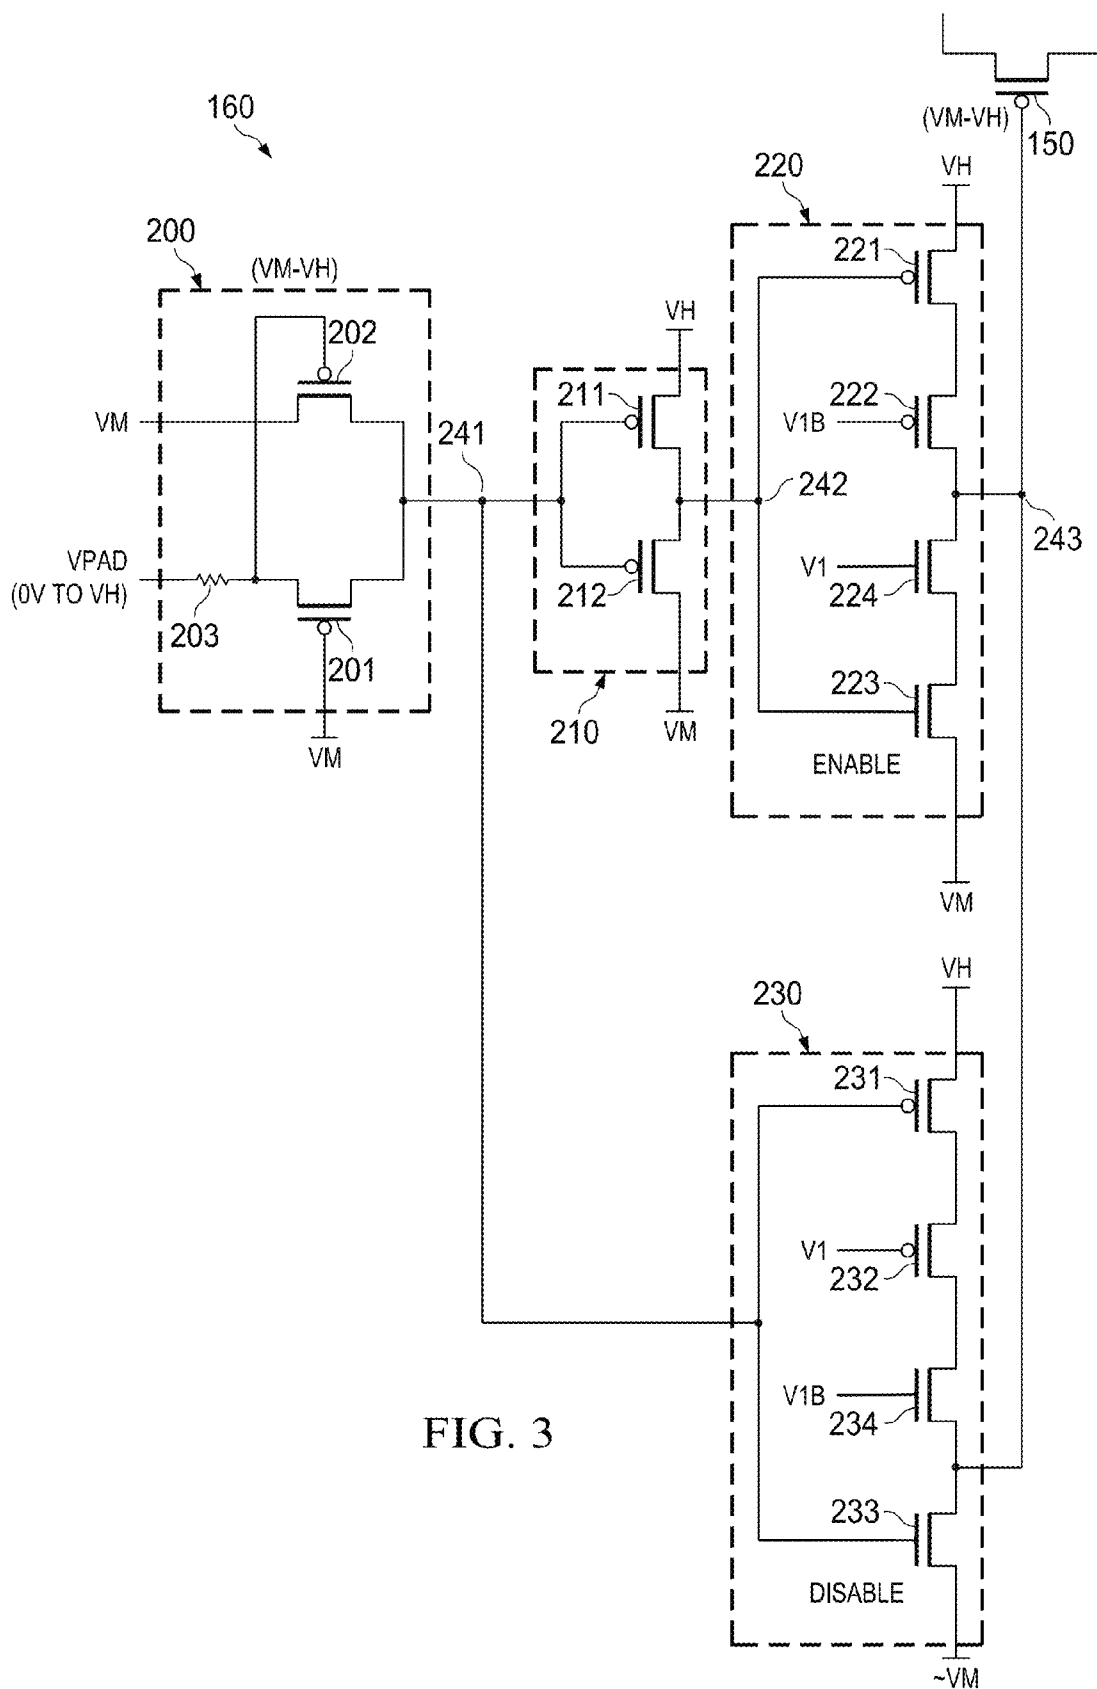 160
(VM-VH)
150
220
VH
200
(VM-VH)
221
202
VH
211
222
VM
V1B
241
242
243
VPAD
(0V TO VH)
V1
224
212
203
201
223
210
VM
VM
ENABLE
VM
VH
230
231
V1
232
V1B
234
FIG. 3
233
DISABLE
~VM